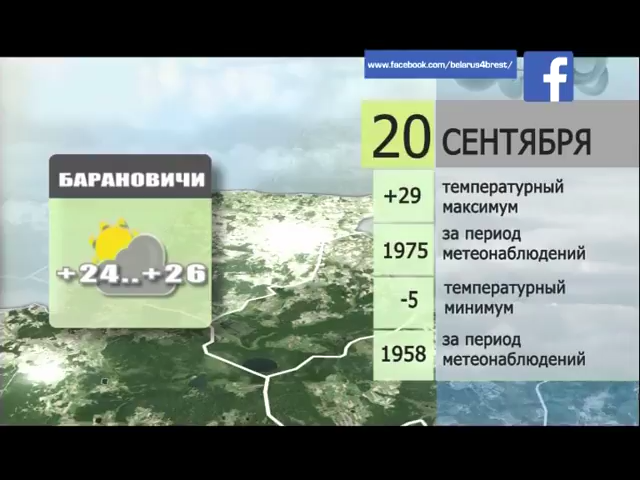 www.facebook.com/belarus4brest/
f
20 СЕНТЯБРЯ
БАРАНОВИЧИ
+24..+26
+29
температурный
максимум
1975
за период
метеонаблюдений
-5
температурный
минимум
1958
за период
метеонаблюдений